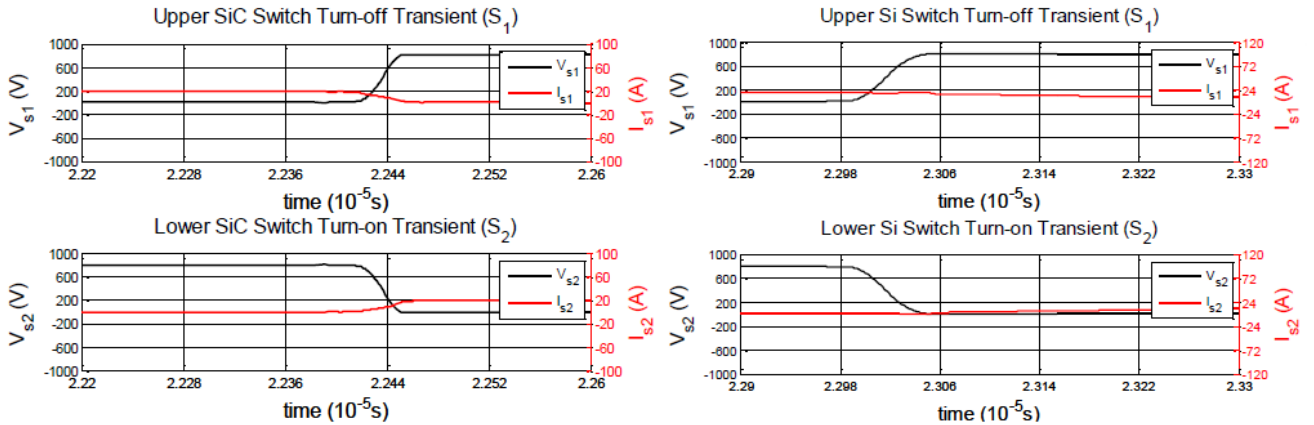 Upper SiC Switch Turn-off Transient (S1)
1000
600
200
-200
-600
-1000
Vs1 (V)
100
60
20
-20
-60
-100
Is1 (A)
Vs1
Is1
2.22 2.228 2.236 2.244 2.252 2.26
time (10-5s)
Upper Si Switch Turn-off Transient (S1)
1000
600
200
-200
-600
-1000
Vs1 (V)
120
72
24
-24
-72
-120
Is1 (A)
Vs1
Is1
2.29 2.298 2.306 2.314 2.322 2.33
time (10-5s)
Lower SiC Switch Turn-on Transient (S2)
1000
600
200
-200
-600
-1000
Vs2 (V)
100
60
20
-20
-60
-100
Is2 (A)
Vs2
Is2
2.22 2.228 2.236 2.244 2.252 2.26
time (10-5s)
Lower Si Switch Turn-on Transient (S2)
1000
600
200
-200
-600
-1000
Vs2 (V)
120
72
24
-24
-72
-120
Is2 (A)
Vs2
Is2
2.29 2.298 2.306 2.314 2.322 2.33
time (10-5s)